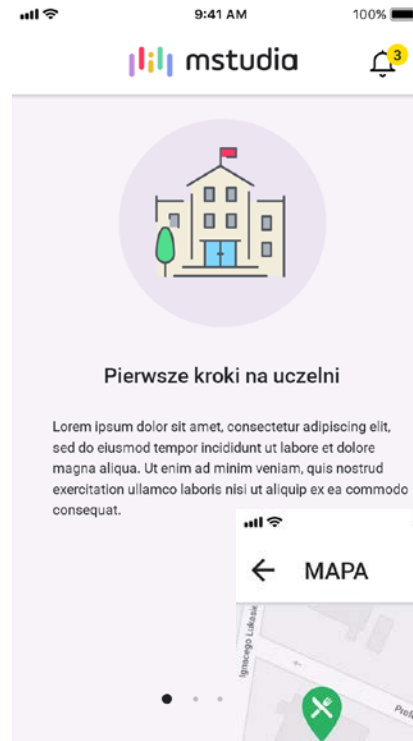 9:41 AM
100%
mstudia
3
Pierwsze kroki na uczelni
Lorem ipsum dolor sit amet, consectetur adipiscing elit,
sed do eiusmod tempor incididunt ut labore et dolore
magna aliqua. Ut enim ad minim veniam, quis nostrud
exercitation ullamco laboris nisi ut aliquip ex ea commodo
consequat.
MAPA
Ignacego